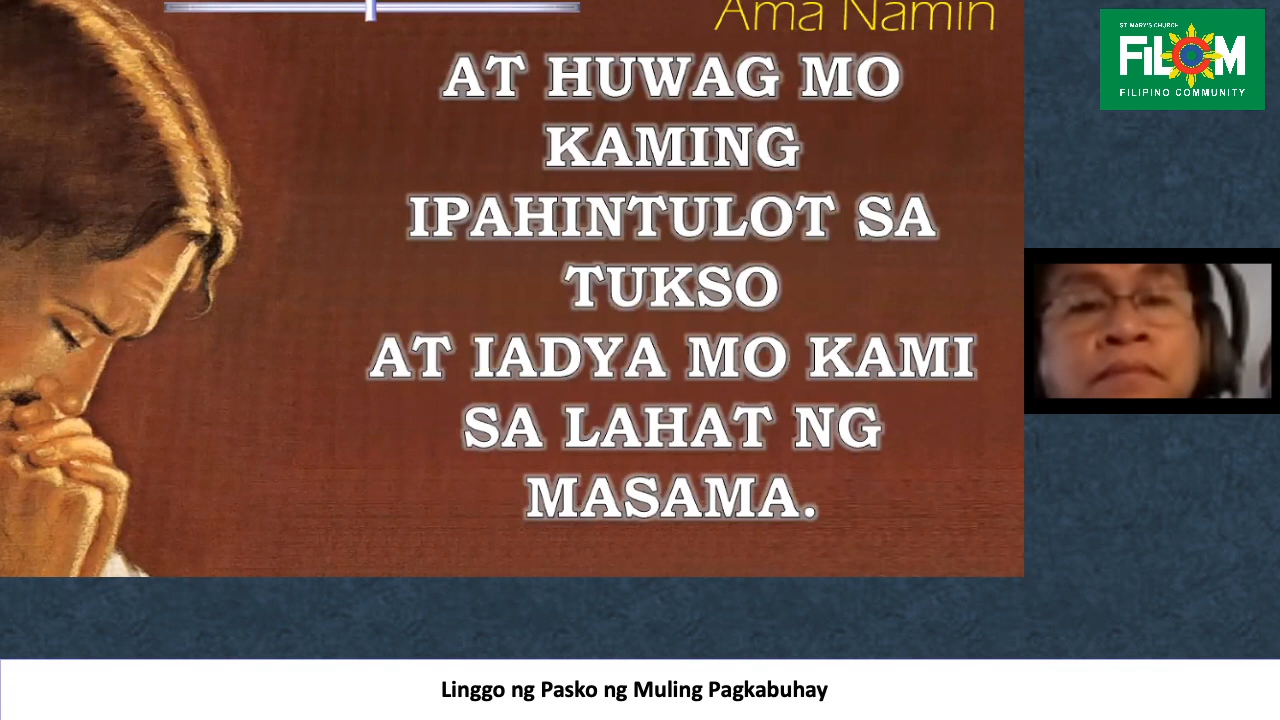 Ama Namin
AT HUWAG MO
KAMING
IPAHINTULOT SA
TUKSO
AT IADYA MO KAMI
SA LAHAT NG
MASAMA.
ST MARY'S CHURCH
FiLCOM
FILIPINO COMMUNITY
Linggo ng Pasko ng Muling Pagkabuhay